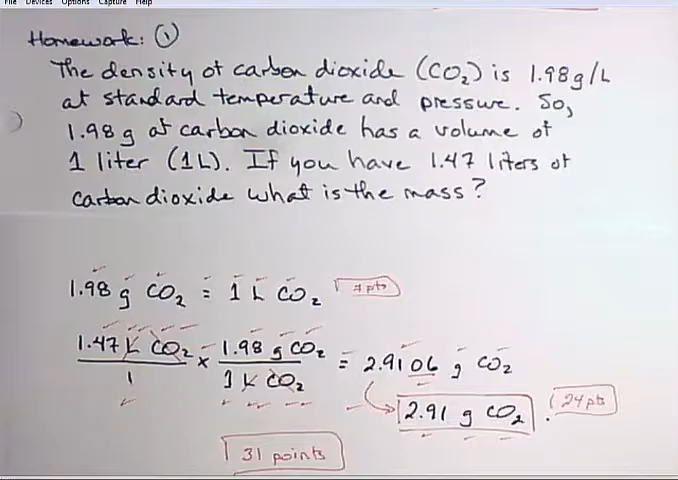 File Devices Options Capture Help
Homework: ①
The density of carbon dioxide (CO₂) is 1.98 g/L
at standard temperature and pressure. So,
1.98 g of carbon dioxide has a volume of
1 liter (1L). If you have 1.47 liters of
carbon dioxide what is the mass?
1.98 g CO₂ = 1 L CO₂ 7 pts
1.47 L CO₂ / 1 × 1.98 g CO₂ / 1 L CO₂ = 2.9106 g CO₂
2.91 g CO₂ . 24 pts
31 points